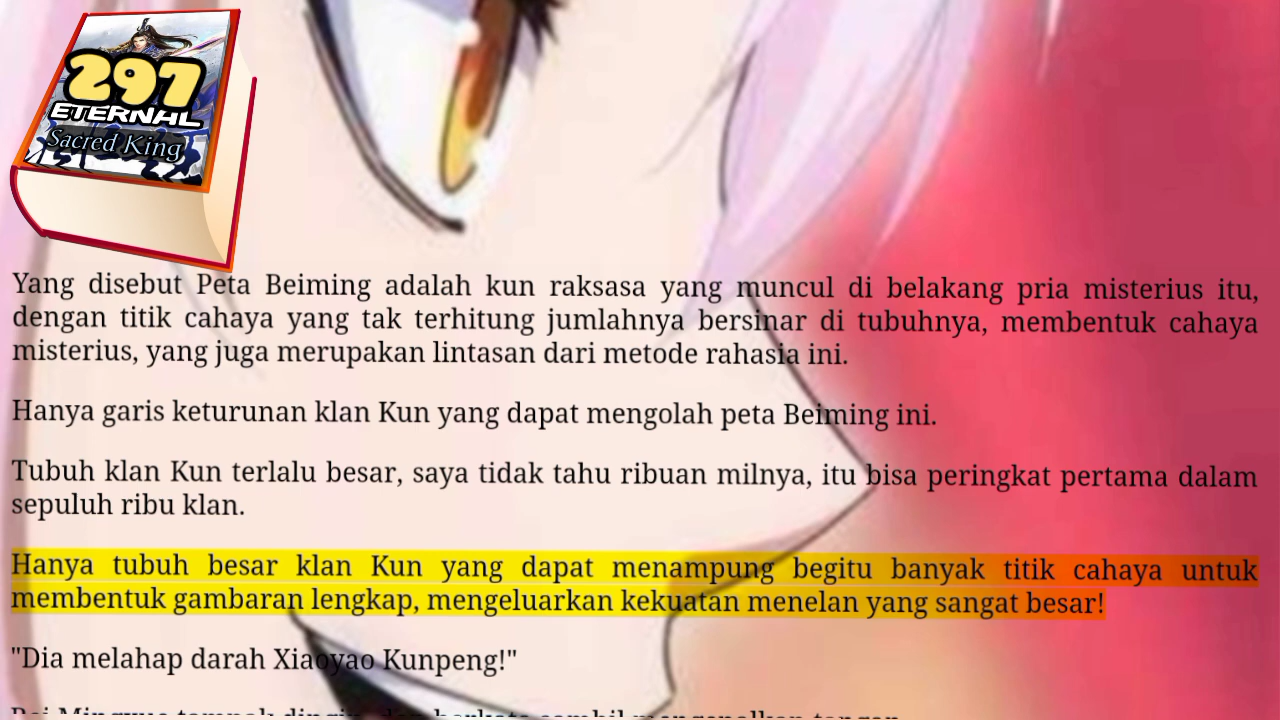 297
ETERNAL
Sacred King
Yang disebut Peta Beiming adalah kun raksasa yang muncul di belakang pria misterius itu,
dengan titik cahaya yang tak terhitung jumlahnya bersinar di tubuhnya, membentuk cahaya
misterius, yang juga merupakan lintasan dari metode rahasia ini.
Hanya garis keturunan klan Kun yang dapat mengolah peta Beiming ini.
Tubuh klan Kun terlalu besar, saya tidak tahu ribuan milnya, itu bisa peringkat pertama dalam
sepuluh ribu klan.
Hanya tubuh besar klan Kun yang dapat menampung begitu banyak titik cahaya untuk
membentuk gambaran lengkap, mengeluarkan kekuatan menelan yang sangat besar!
"Dia melahap darah Xiaoyao Kunpeng!"